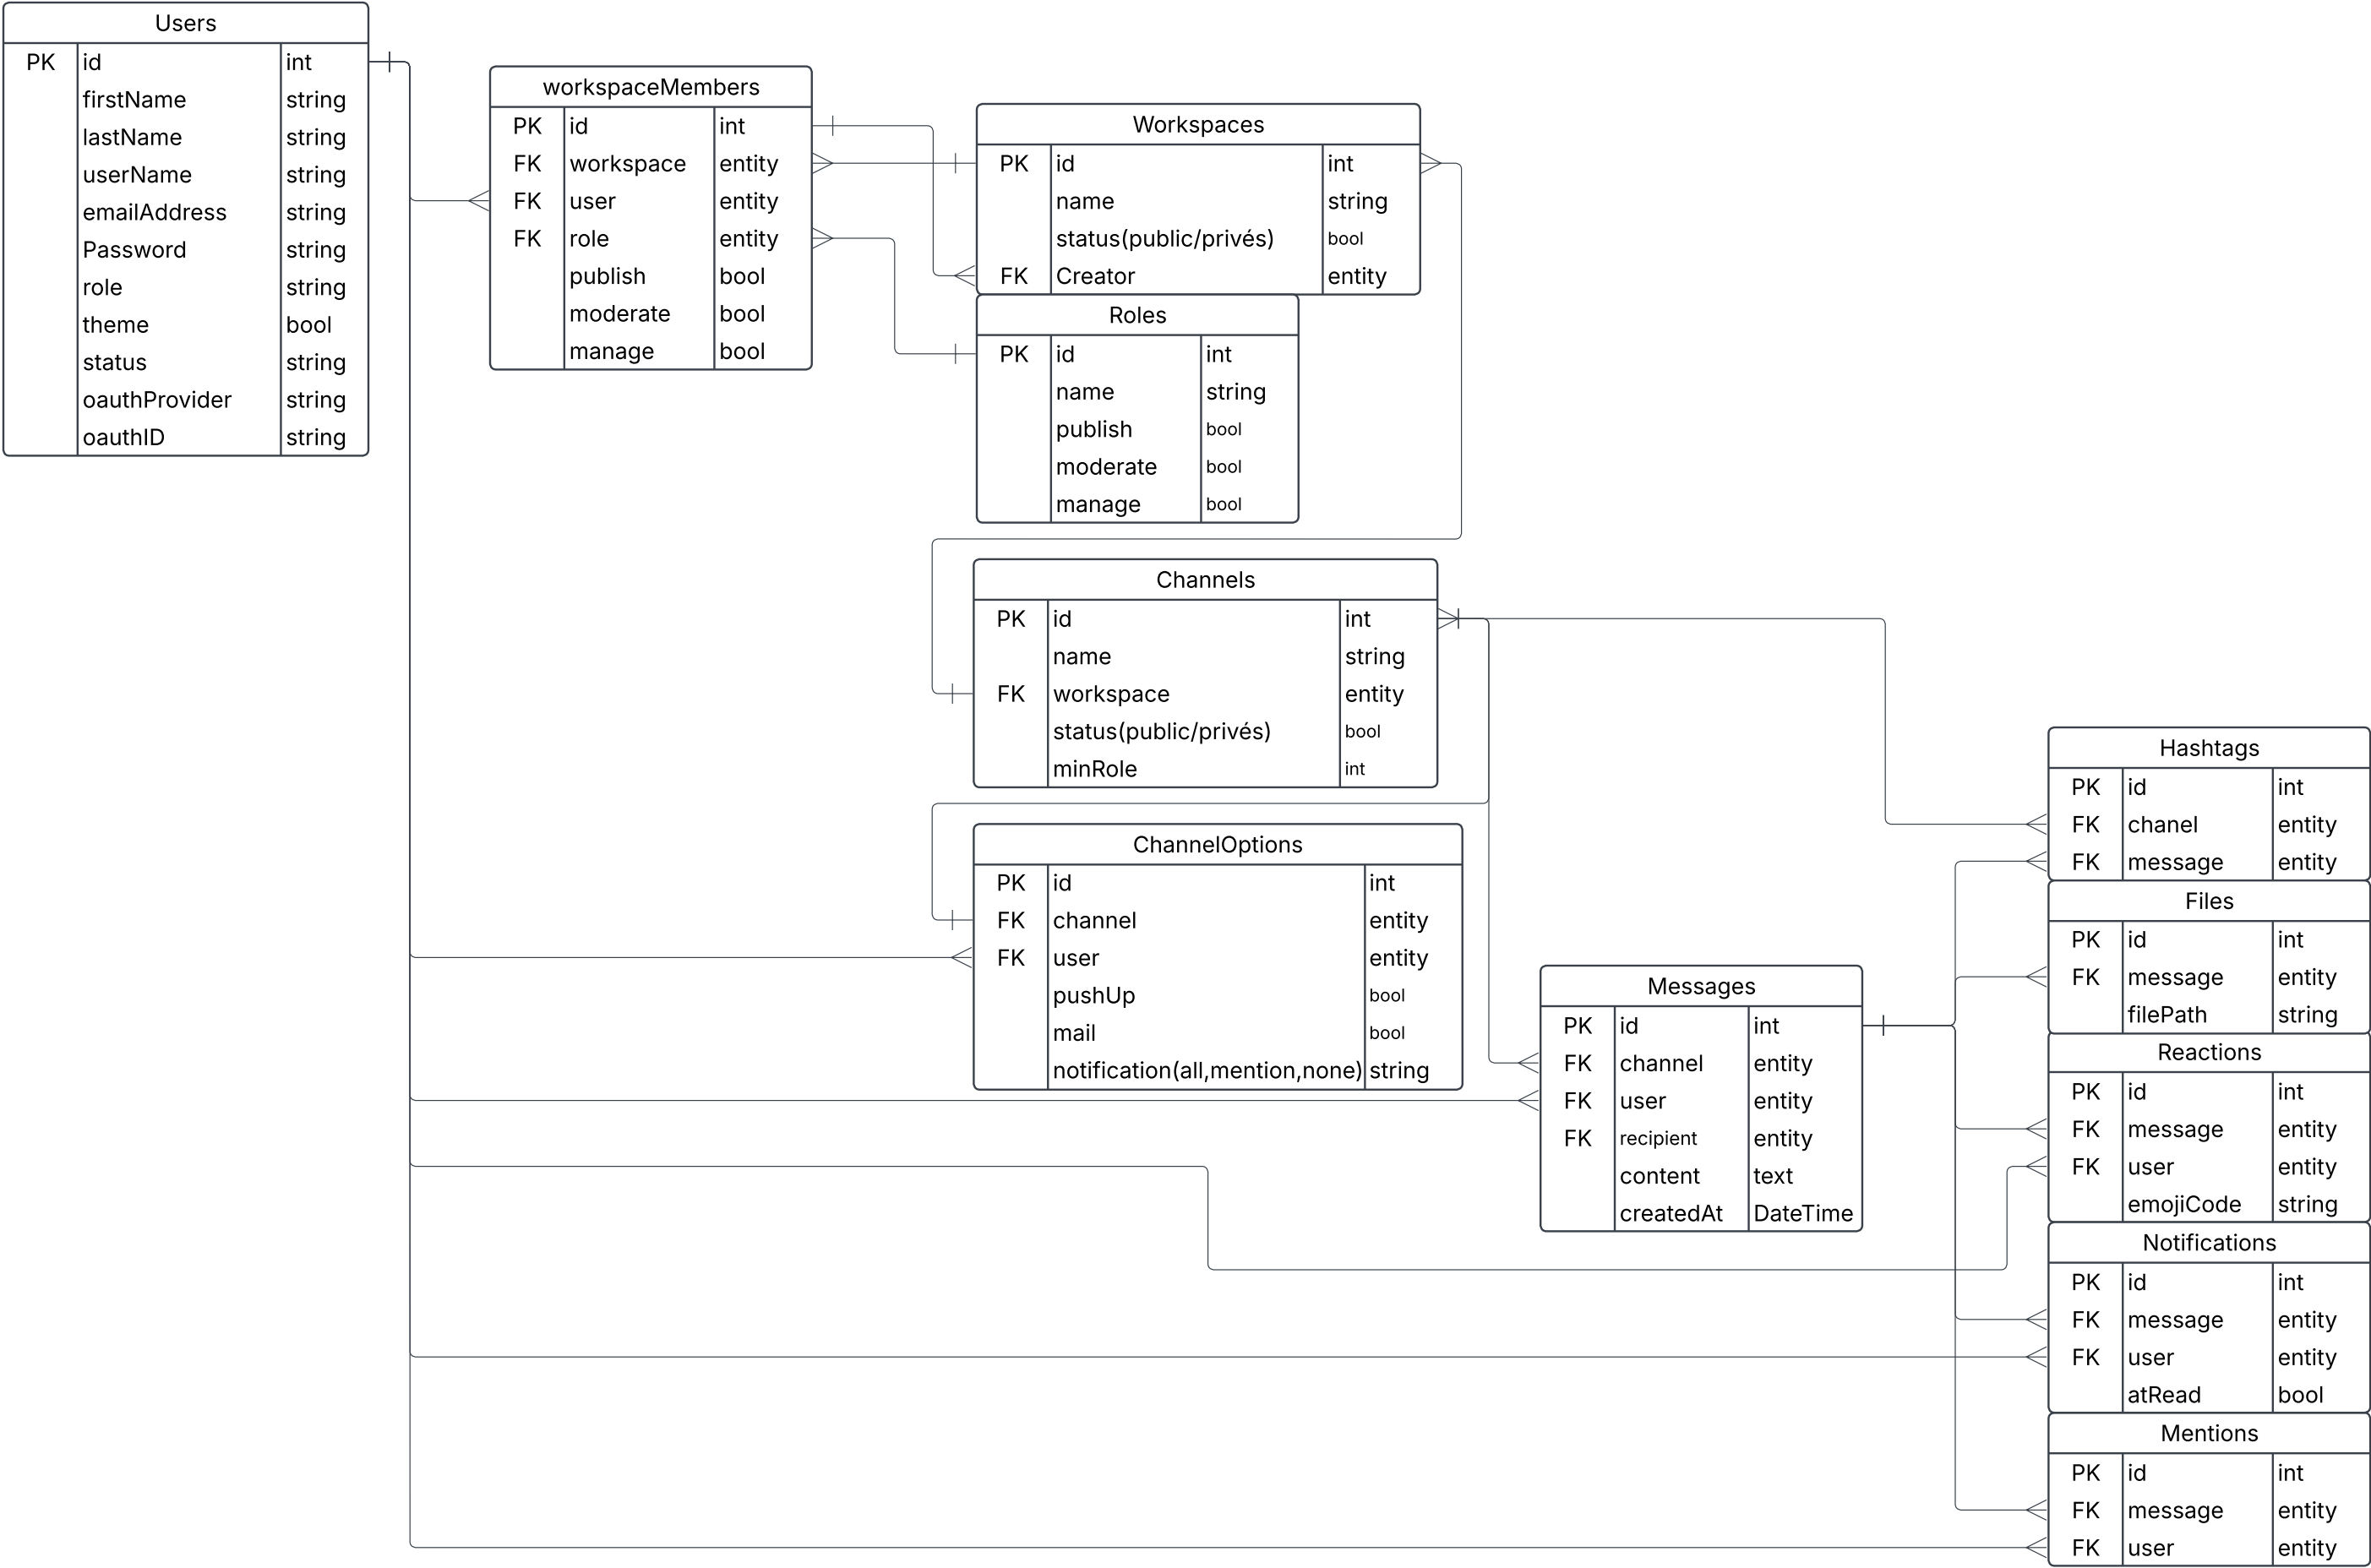 Users
PK id int
firstName string
lastName string
userName string
emailAddress string
Password string
role string
theme bool
status string
oauthProvider string
oauthID string
workspaceMembers
PK id int
FK workspace entity
FK user entity
FK role entity
publish bool
moderate bool
manage bool
Workspaces
PK id int
name string
status(public/privés) bool
FK Creator entity
Roles
PK id int
name string
publish bool
moderate bool
manage bool
Channels
PK id int
name string
FK workspace entity
status(public/privés) bool
minRole int
ChannelOptions
PK id int
FK channel entity
FK user entity
pushUp bool
mail bool
notification(all,mention,none) string
Messages
PK id int
FK channel entity
FK user entity
FK recipient entity
content text
createdAt DateTime
Hashtags
PK id int
FK chanel entity
FK message entity
Files
PK id int
FK message entity
filePath string
Reactions
PK id int
FK message entity
FK user entity
emojiCode string
Notifications
PK id int
FK message entity
FK user entity
atRead bool
Mentions
PK id int
FK message entity
FK user entity